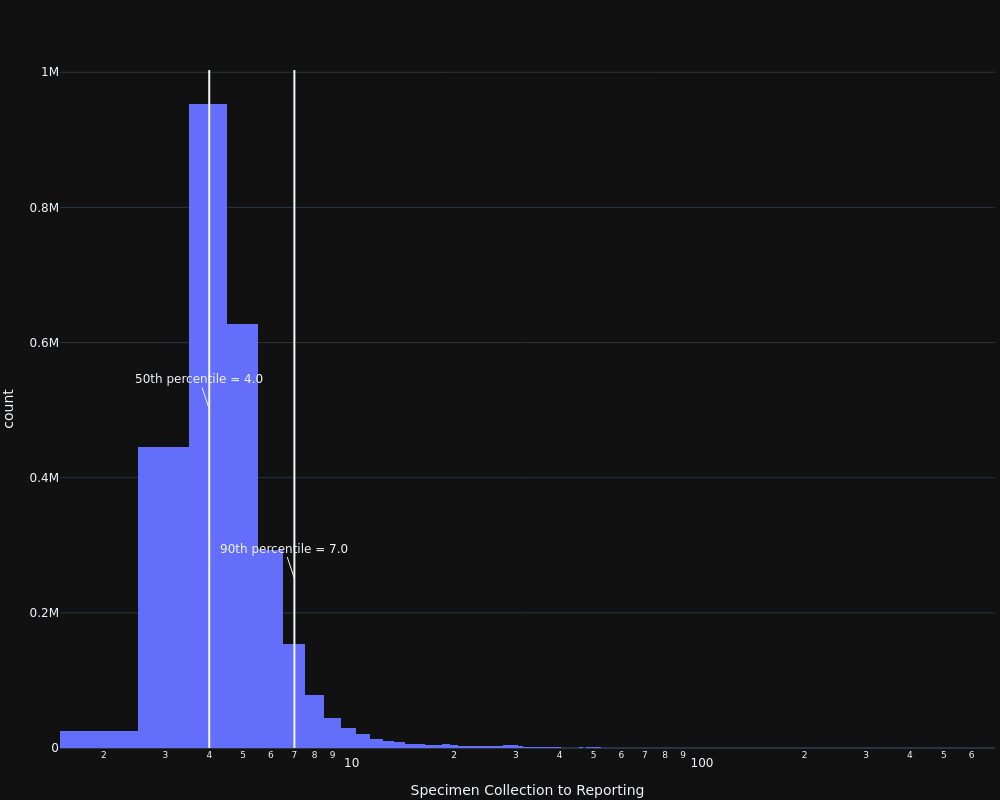 1M
0.8M
0.6M
50th percentile = 4.0
count
0.4M
90th percentile = 7.0
0.2M
0
2 3 4 5 6 7 8 9 10 2 3 4 5 6 7 8 9 100 2 3 4 5 6
Specimen Collection to Reporting